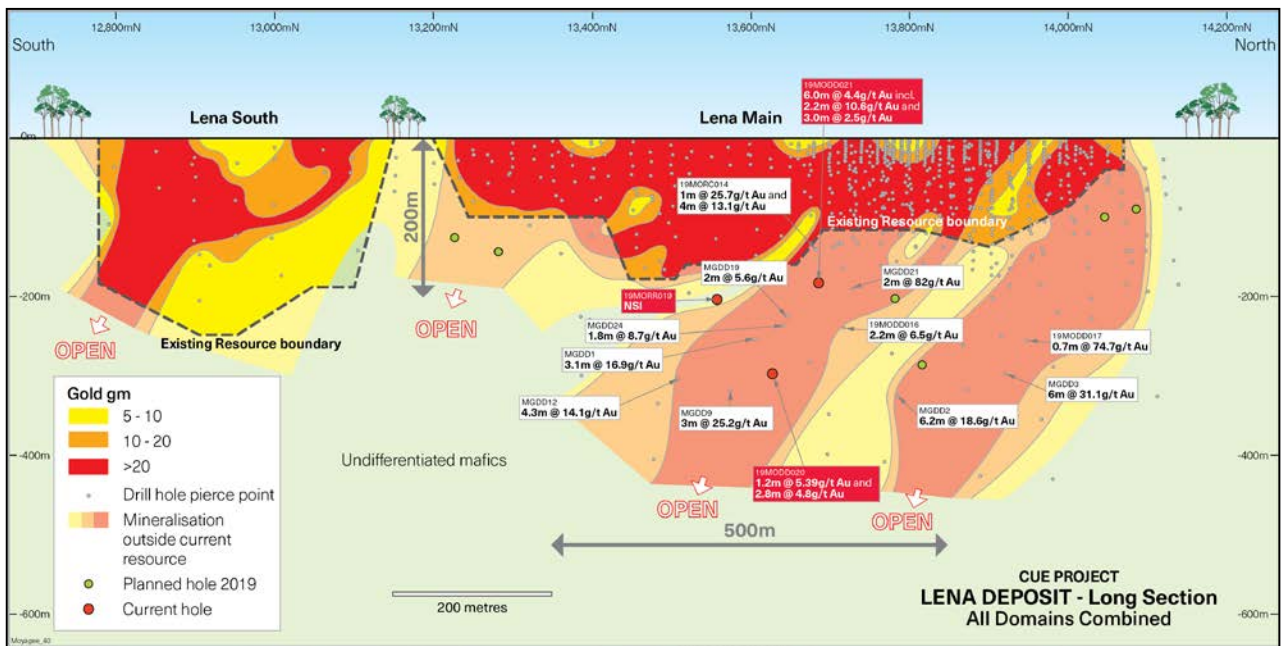 12,800mN
13,000mN
13,200mN
13,400mN
13,600mN
13,800mN
14,000mN
14,200mN
South
North
Lena South
Lena Main
19MODD021
6.0m @ 4.4g/t Au incl.
2.2m @ 10.6g/t Au and
3.0m @ 2.5g/t Au
0m
0m
200m
19MORC014
1m @ 25.7g/t Au and
4m @ 13.1g/t Au
Existing Resource boundary
MGDD19
2m @ 5.6g/t Au
MGDD21
2m @ 82g/t Au
-200m
-200m
19MORR019
NSI
OPEN
OPEN
Existing Resource boundary
MGDD24
1.8m @ 8.7g/t Au
19MODD016
2.2m @ 6.5g/t Au
19MODD017
0.7m @ 74.7g/t Au
MGDD1
3.1m @ 16.9g/t Au
MGDD3
6m @ 31.1g/t Au
MGDD12
4.3m @ 14.1g/t Au
MGDD9
3m @ 25.2g/t Au
MGDD2
6.2m @ 18.6g/t Au
Gold gm
5 - 10
10 - 20
>20
Drill hole pierce point
Mineralisation
outside current
resource
Planned hole 2019
Current hole
Undifferentiated mafics
-400m
-400m
19MODD020
1.2m @ 5.39g/t Au and
2.8m @ 4.8g/t Au
OPEN
OPEN
500m
200 metres
CUE PROJECT
LENA DEPOSIT - Long Section
All Domains Combined
-600m
-600m
Moyagee_40